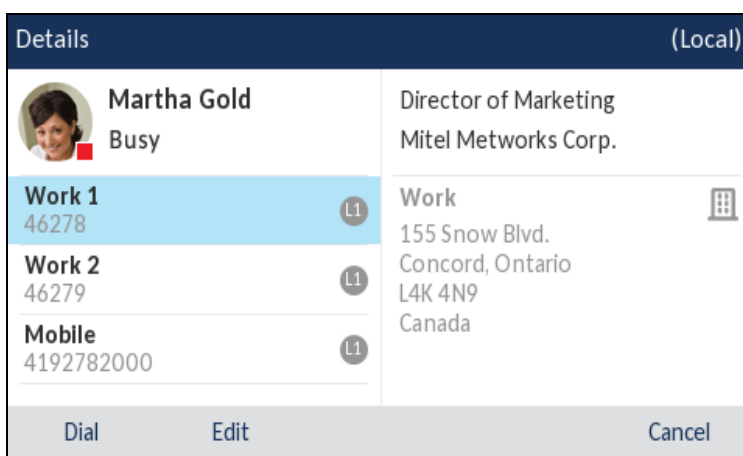 Details
(Local)
Martha Gold
Busy
Work 1
46278
L1
Work 2
46279
L1
Mobile
4192782000
L1
Director of Marketing
Mitel Metworks Corp.
Work
155 Snow Blvd.
Concord, Ontario
L4K 4N9
Canada
Dial
Edit
Cancel